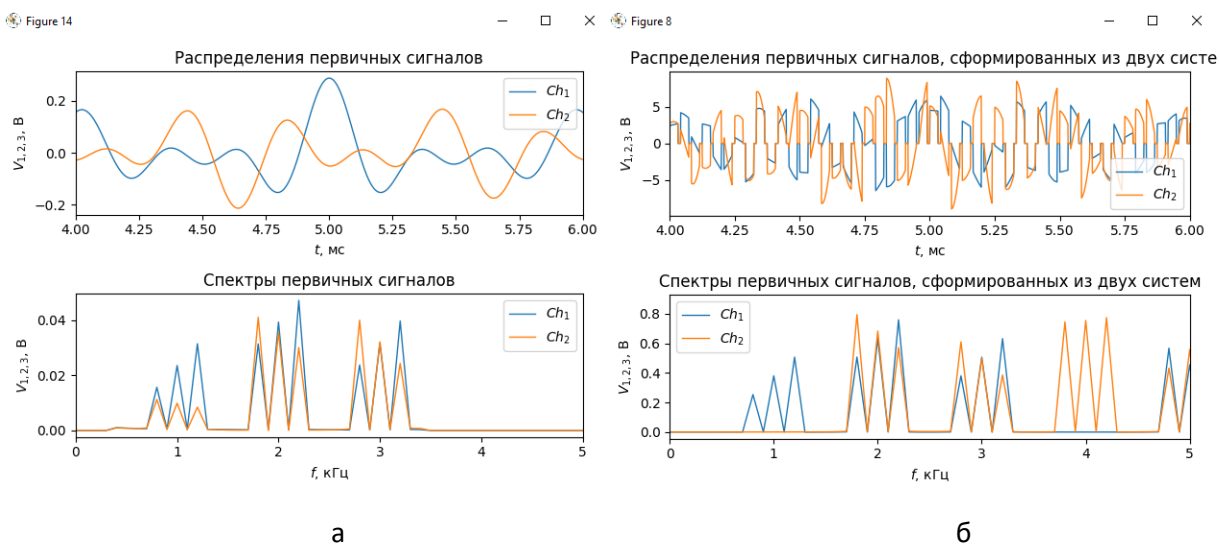 Figure 14
Распределения первичных сигналов
Ch₁
Ch₂
V₁,₂,₃, В
0.2
0.0
−0.2
4.00 4.25 4.50 4.75 5.00 5.25 5.50 5.75 6.00
t, мс
Спектры первичных сигналов
Ch₁
Ch₂
V₁,₂,₃, В
0.04
0.02
0.00
0 1 2 3 4 5
f, кГц
а
Figure 8
Распределения первичных сигналов, сформированных из двух систе
Ch₁
Ch₂
V₁,₂,₃, В
5
0
−5
4.00 4.25 4.50 4.75 5.00 5.25 5.50 5.75 6.00
t, мс
Спектры первичных сигналов, сформированных из двух систем
Ch₁
Ch₂
V₁,₂,₃, В
0.8
0.6
0.4
0.2
0.0
0 1 2 3 4 5
f, кГц
б